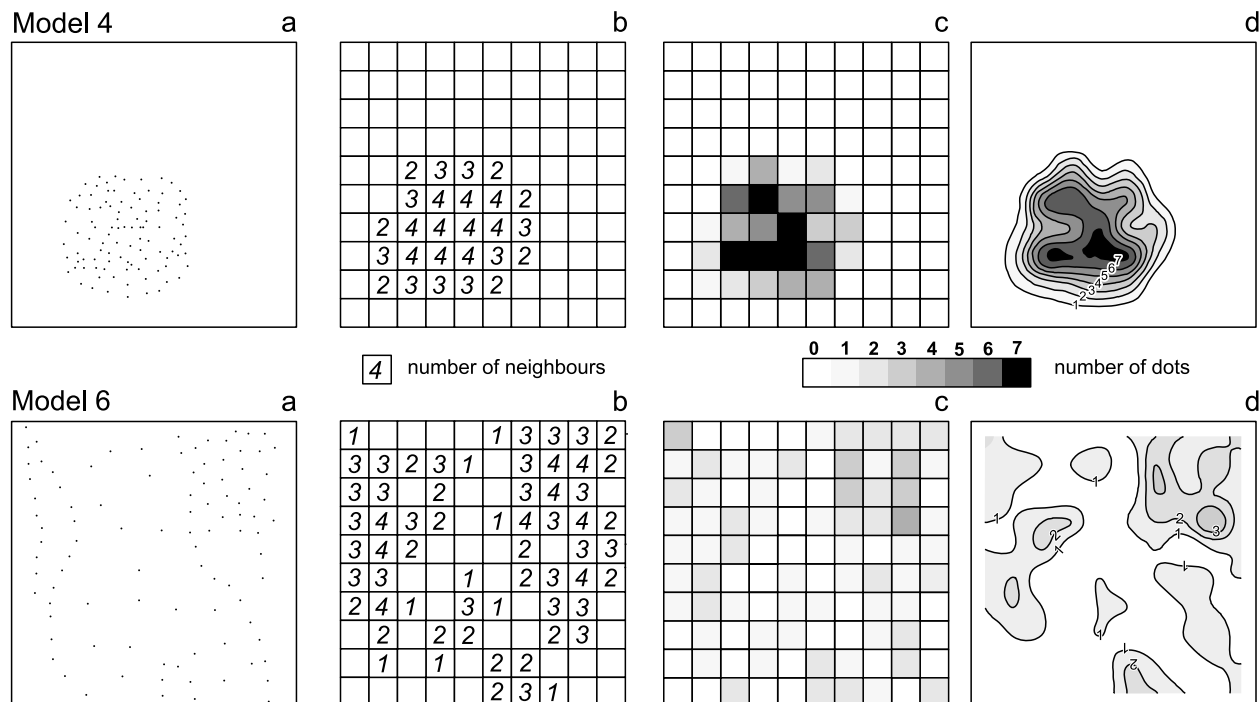 Model 4 a b c d
2 3 3 2
3 4 4 4 2
2 4 4 4 4 3
3 4 4 4 3 2
2 3 3 3 2
7
6
5
4
3
2
1
0 1 2 3 4 5 6 7
4 number of neighbours number of dots
Model 6 a b c d
1 1 3 3 3 2
3 3 2 3 1 3 4 4 2
3 3 2 3 4 3
3 4 3 2 1 4 3 4 2
3 4 2 2 3 3
3 3 1 2 3 4 2
2 4 1 3 1 3 3
2 2 2 2 3
1 1 2 2
2 3 1
1
1 2 3
2 1
1
1
1
1
2